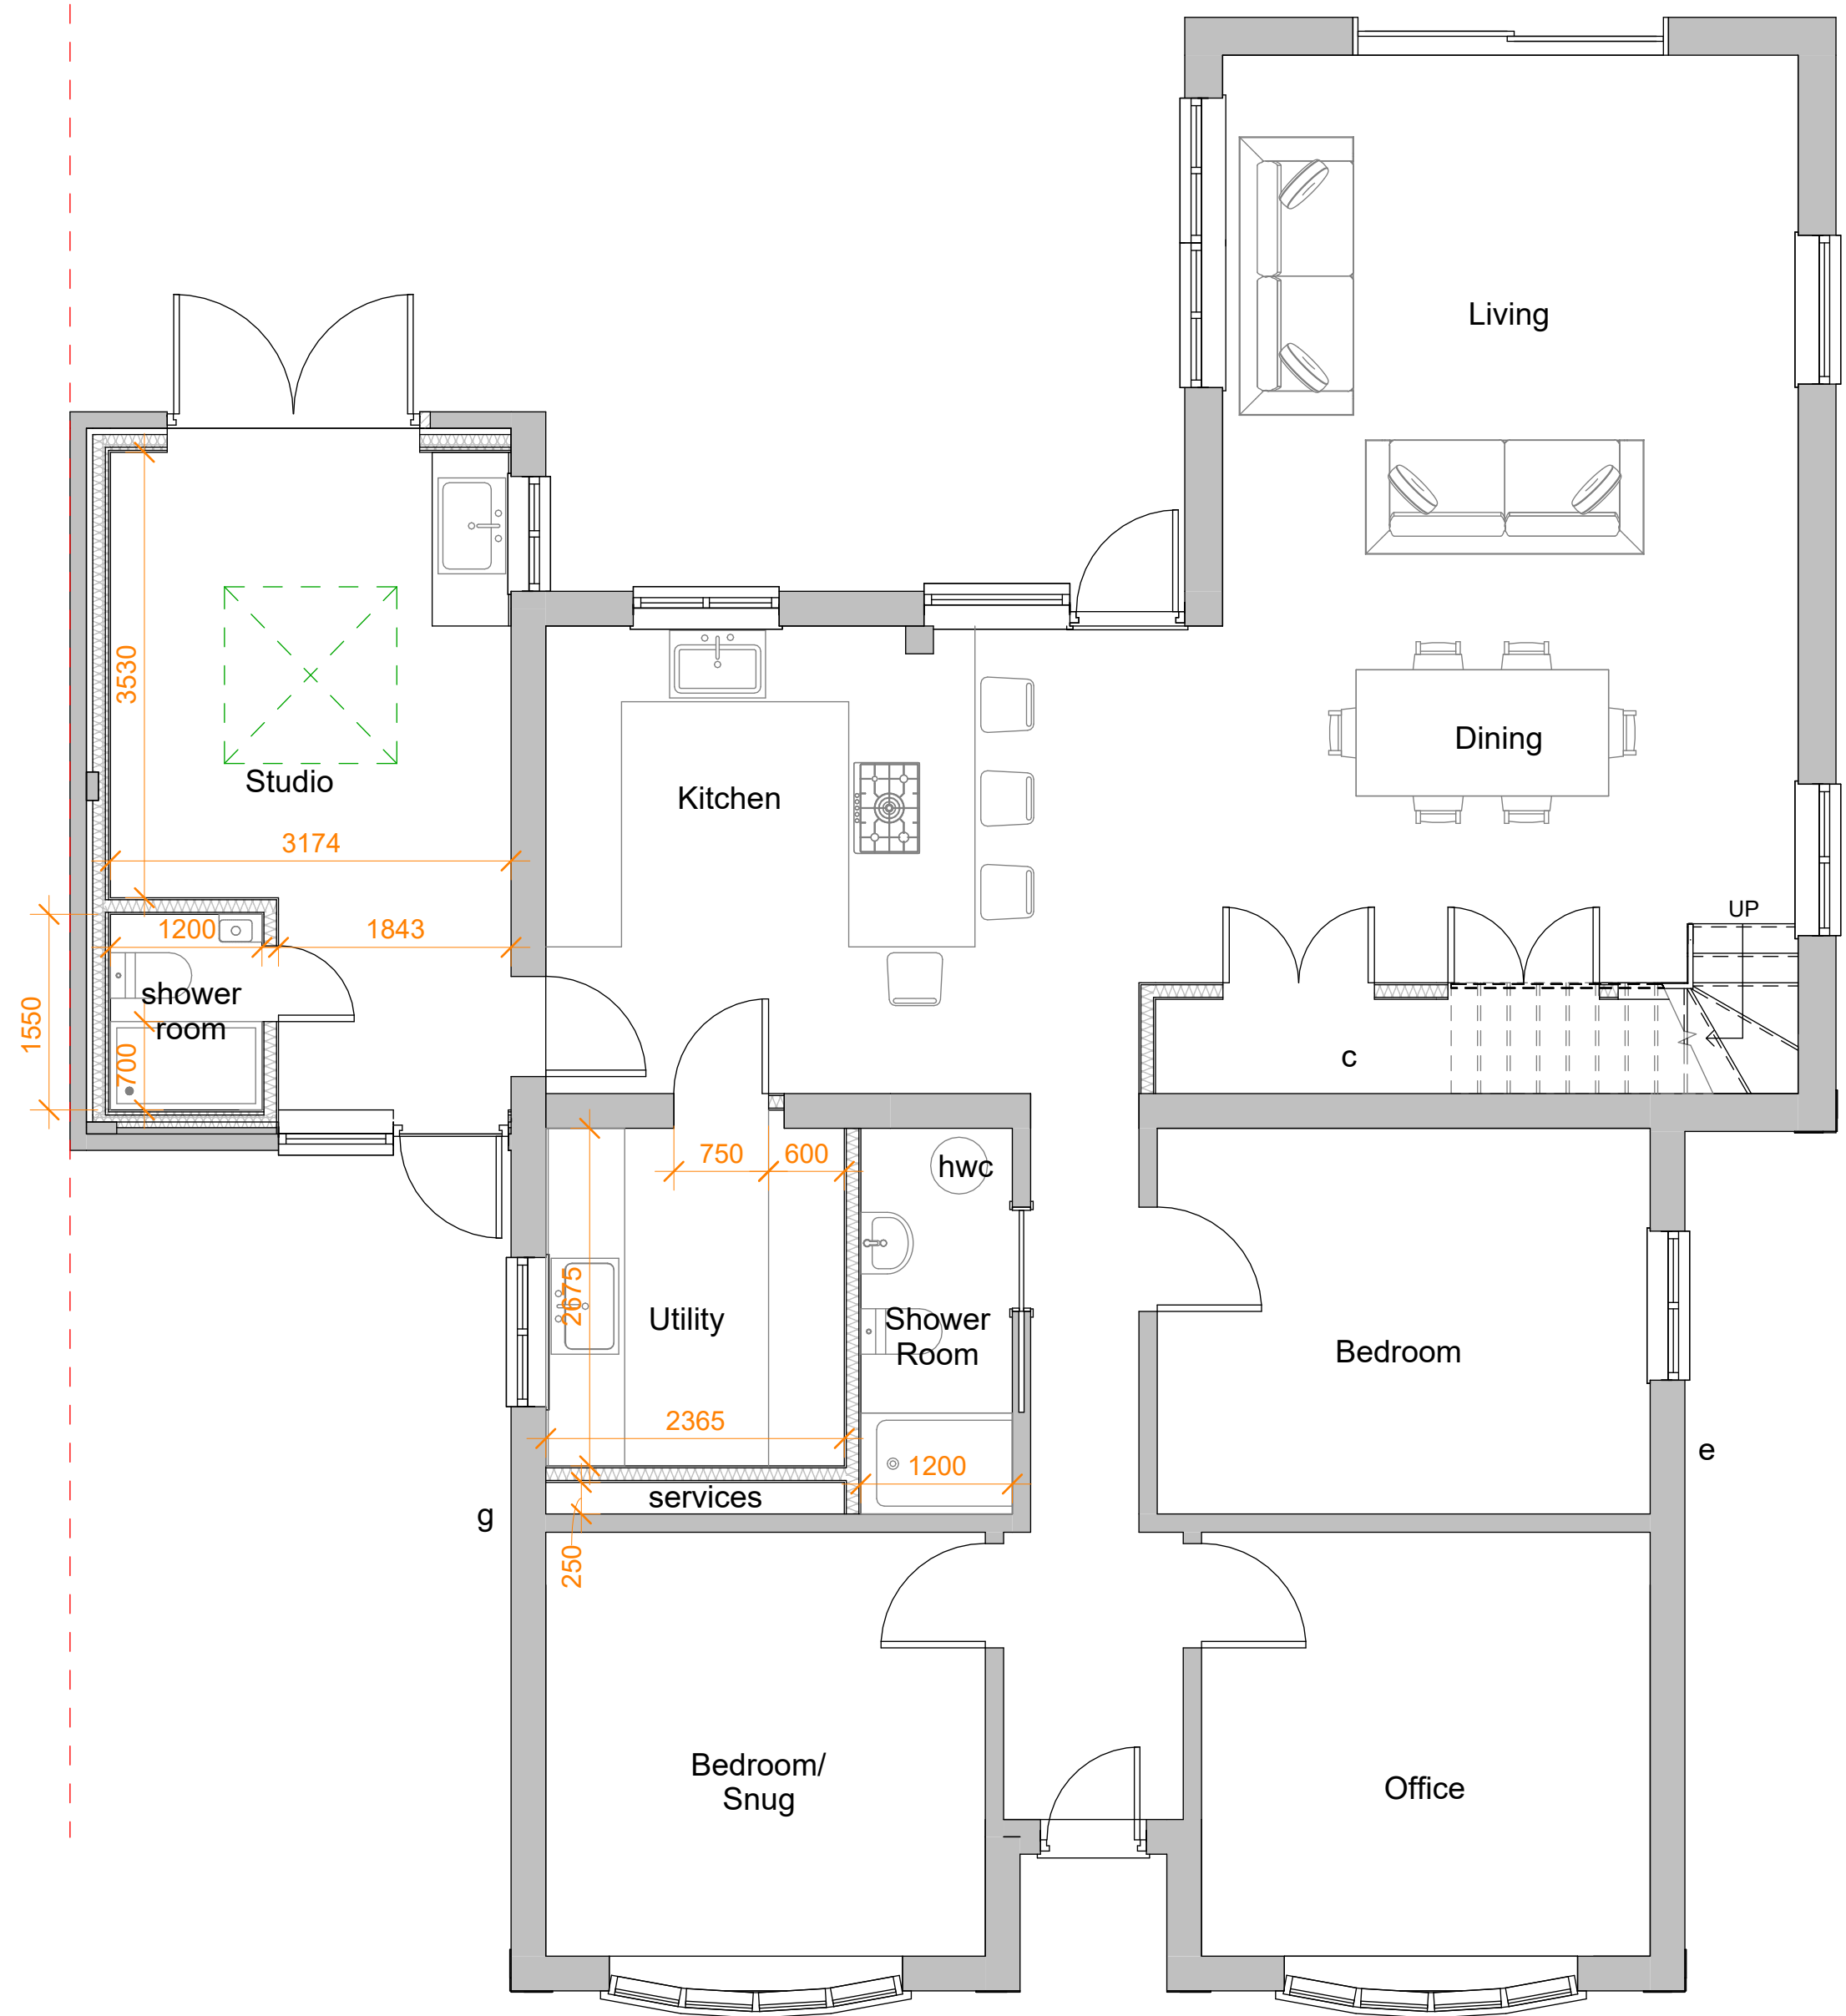 Living
3530
Studio
Kitchen
Dining
3174
1200
1843
UP
shower
room
1550
700
c
750
600
hwc
2675
Utility
Shower
Room
Bedroom
2365
1200
e
services
g
250
Bedroom/
Snug
Office